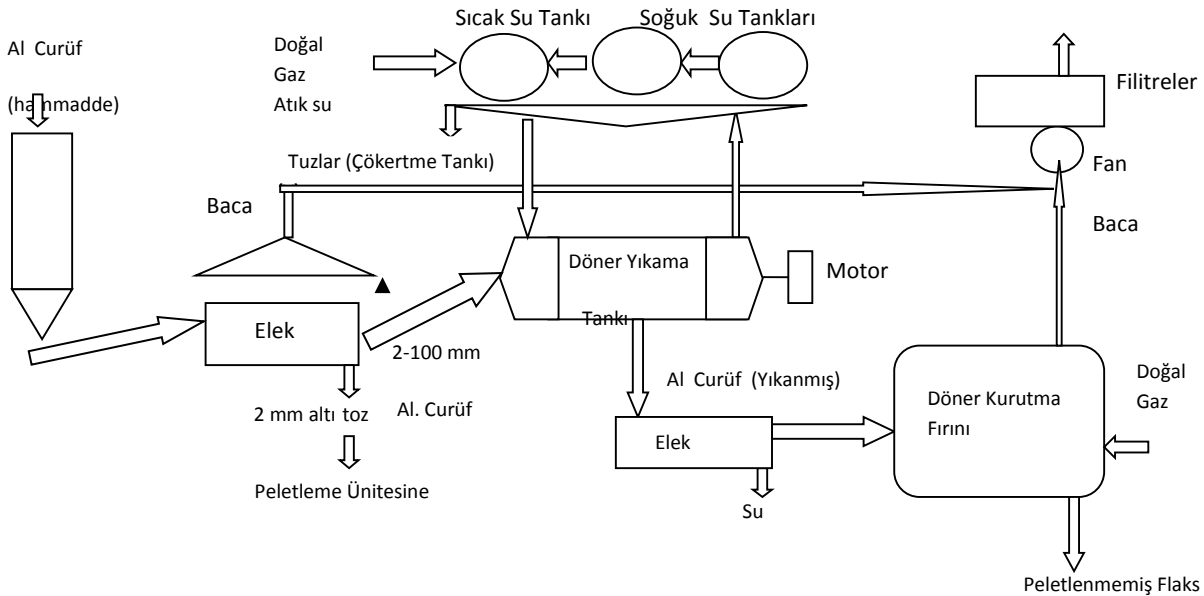 Sıcak Su Tankı
Soğuk Su Tankları
Al Curüf
(hammadde)
Doğal
Gaz
Atık su
Filitreler
Tuzlar (Çökertme Tankı)
Fan
Baca
Baca
Döner Yıkama
Tankı
Motor
Elek
2-100 mm
Al. Curüf
2 mm altı toz
Peletleme Ünitesine
Al Curüf (Yıkanmış)
Elek
Su
Döner Kurutma
Fırını
Doğal
Gaz
Peletlenmemiş Flaks